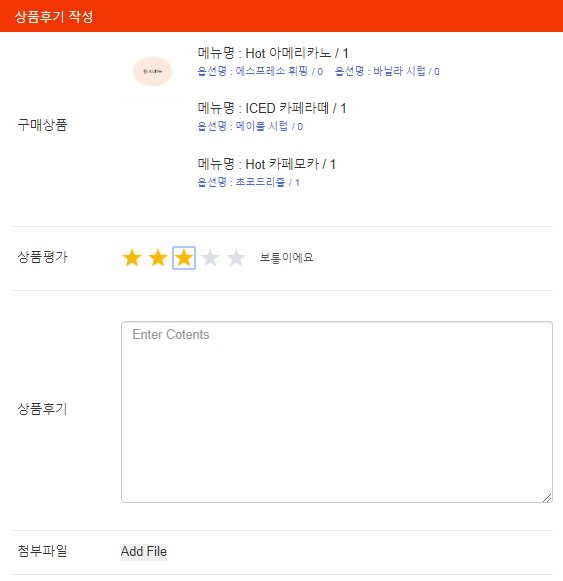 상품후기 작성
메뉴명 : Hot 아메리카노 / 1
옵션명 : 에스프레소 휘핑 / 0 옵션명 : 바닐라 시럽 / 0
메뉴명 : ICED 카페라떼 / 1
옵션명 : 메이플 시럽 / 0
구매상품
메뉴명 : Hot 카페모카 / 1
옵션명 : 초코드리즐 / 1
상품평가 보통이에요
Enter Cotents
상품후기
첨부파일 Add File